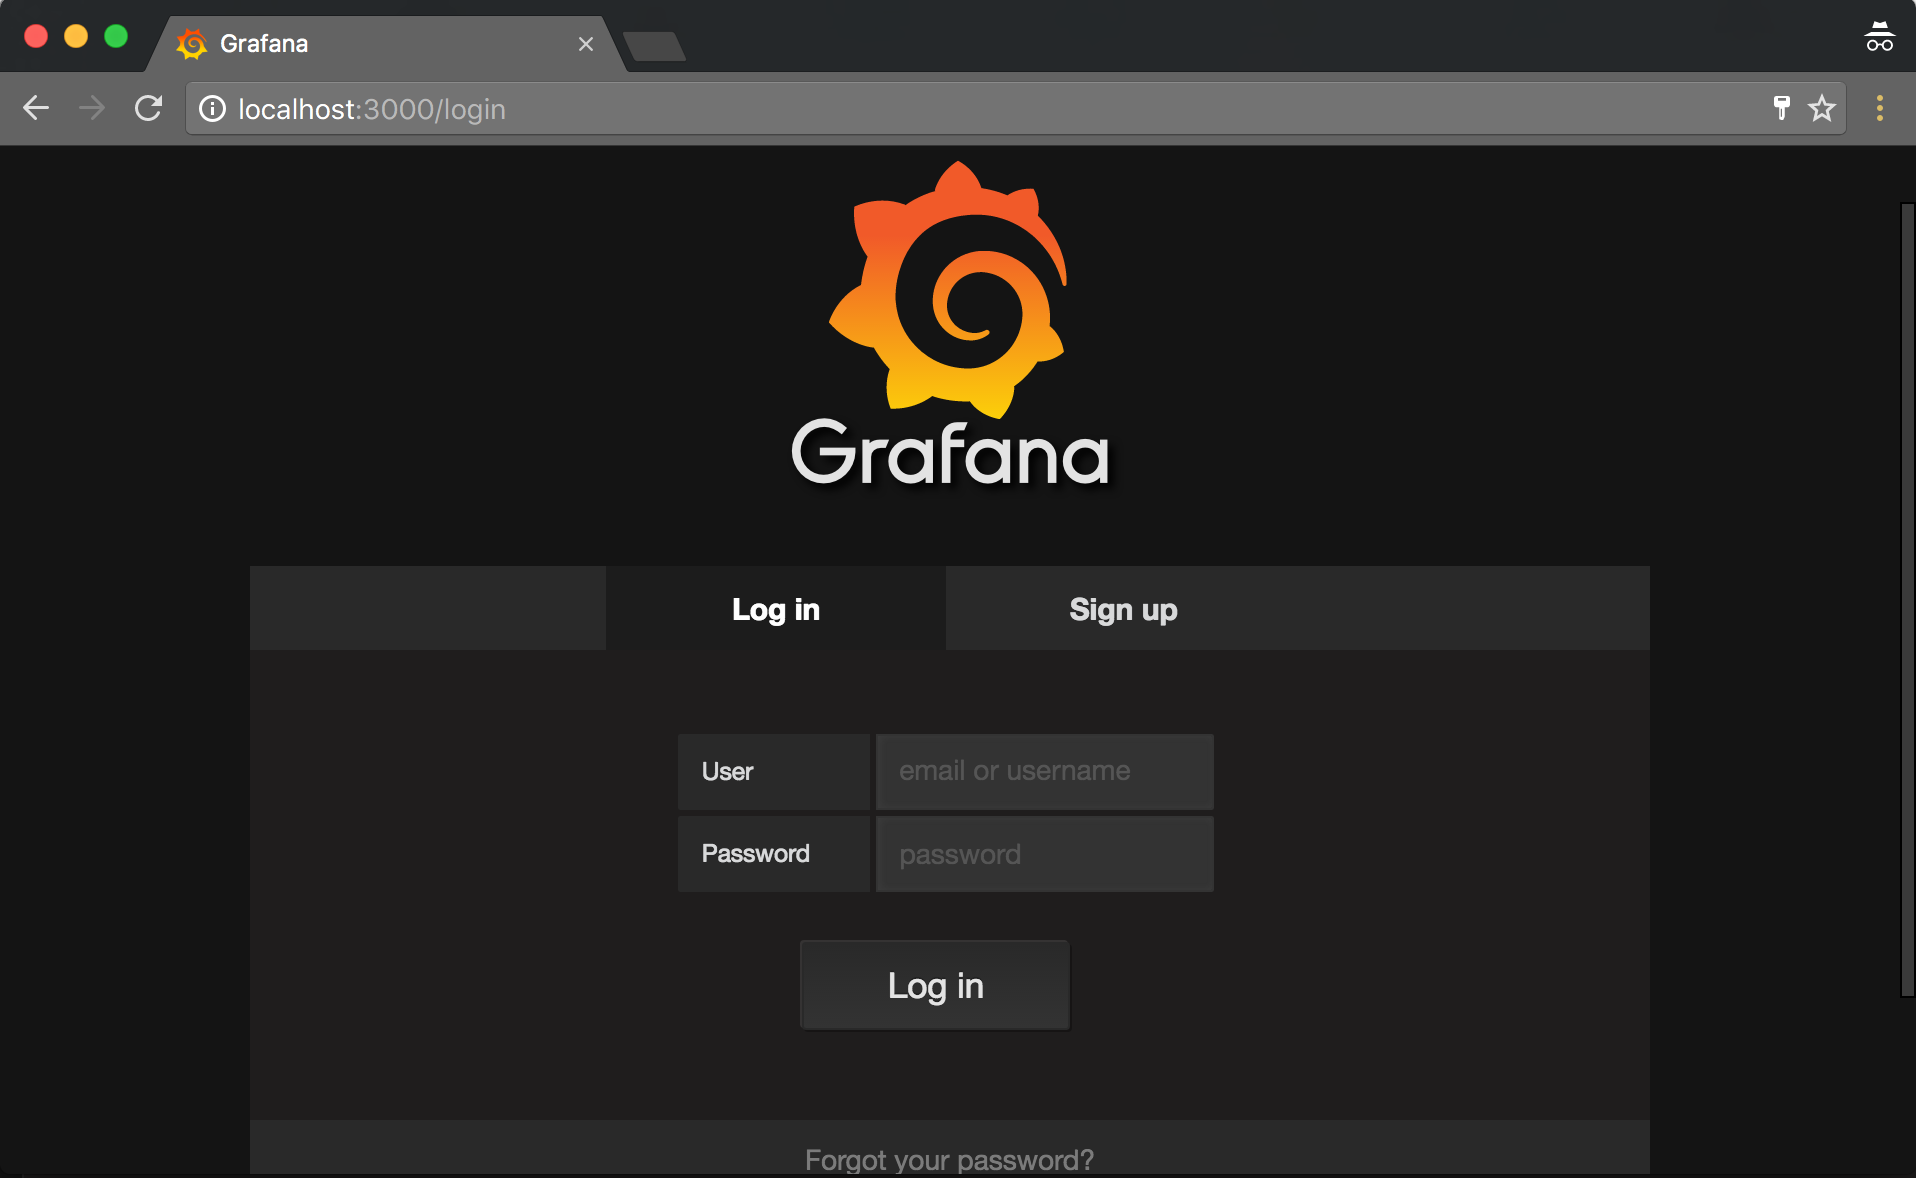 Grafana
localhost:3000/login
Grafana
Log in
Sign up
User
email or username
Password
password
Log in
Forgot your password?